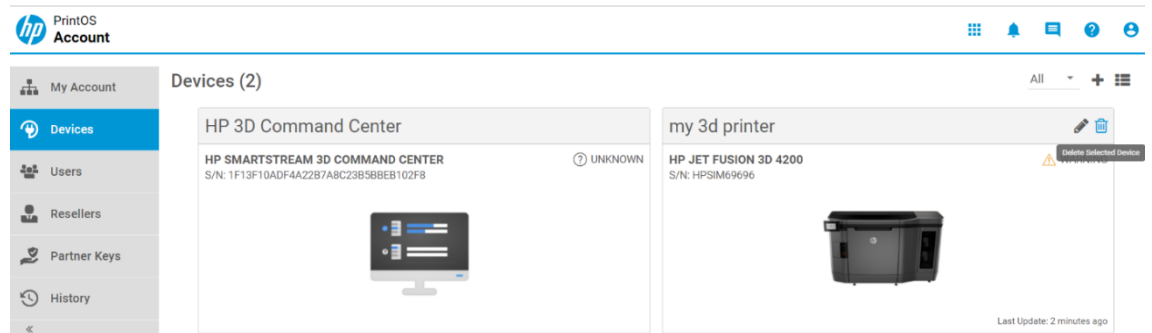 hp
PrintOS
Account
My Account
Devices
Users
Resellers
Partner Keys
History
Devices (2)
All
HP 3D Command Center
HP SMARTSTREAM 3D COMMAND CENTER
UNKNOWN
S/N: 1F13F10ADF4A22B7A8C23B5BBEB102F8
my 3d printer
Delete Selected Device
HP JET FUSION 3D 4200
S/N: HPSIM69696
Last Update: 2 minutes ago